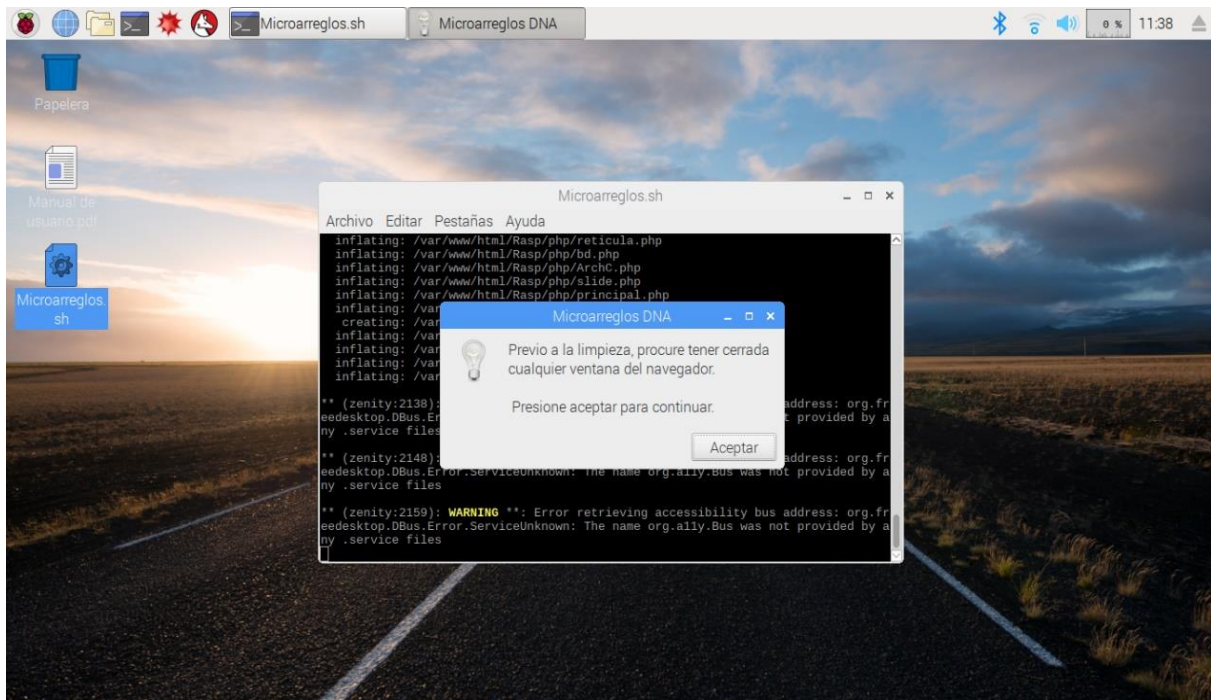 Microarreglos.sh
Microarreglos DNA
0 %
11:38
Papelera
Manual de
usuario.pdf
Microarreglos.
sh
Microarreglos.sh
Archivo Editar Pestañas Ayuda
inflating: /var/www/html/Rasp/php/reticula.php
inflating: /var/www/html/Rasp/php/bd.php
inflating: /var/www/html/Rasp/php/ArchC.php
inflating: /var/www/html/Rasp/php/slide.php
inflating: /var/www/html/Rasp/php/principal.php
inflating: /var
creating: /var
inflating: /var
inflating: /var
inflating: /var
inflating: /var
** (zenity:2138): address: org.fr
eedesktop.DBus.Er t provided by a
ny .service files
** (zenity:2148): address: org.fr
eedesktop.DBus.Error.ServiceUnknown: The name org.a11y.Bus was not provided by a
ny .service files
** (zenity:2159): WARNING **: Error retrieving accessibility bus address: org.fr
eedesktop.DBus.Error.ServiceUnknown: The name org.a11y.Bus was not provided by a
ny .service files
Microarreglos DNA
Previo a la limpieza, procure tener cerrada
cualquier ventana del navegador.
Presione aceptar para continuar.
Aceptar